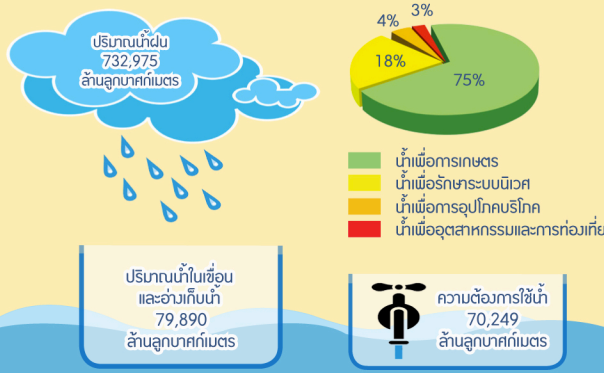 ปริมาณน้ำฝน
732,975
ล้านลูกบาศก์เมตร
4%
3%
18%
75%
น้ำเพื่อการเกษตร
น้ำเพื่อรักษาระบบนิเวศ
น้ำเพื่อการอุปโภคบริโภค
น้ำเพื่ออุตสาหกรรมและการท่องเที่ย
ปริมาณน้ำในเขื่อน
และอ่างเก็บน้ำ
79,890
ล้านลูกบาศก์เมตร
ความต้องการใช้น้ำ
70,249
ล้านลูกบาศก์เมตร